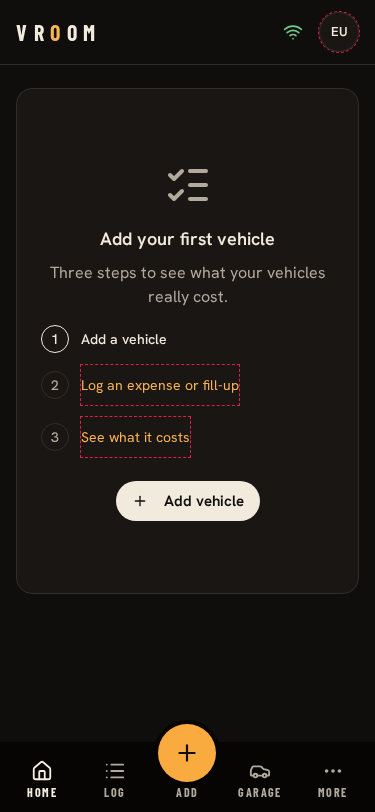 VROOM
EU
Add your first vehicle
Three steps to see what your vehicles
really cost.
1 Add a vehicle
2 Log an expense or fill-up
3 See what it costs
+ Add vehicle
HOME LOG ADD GARAGE MORE